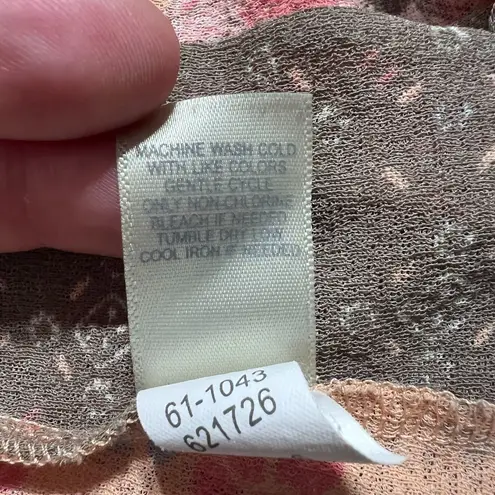 MACHINE WASH COLD
WITH LIKE COLORS
GENTLE CYCLE
ONLY NON-CHLORINE
BLEACH IF NEEDED
TUMBLE DRY LOW
COOL IRON IF NEEDED
61-1043
621726